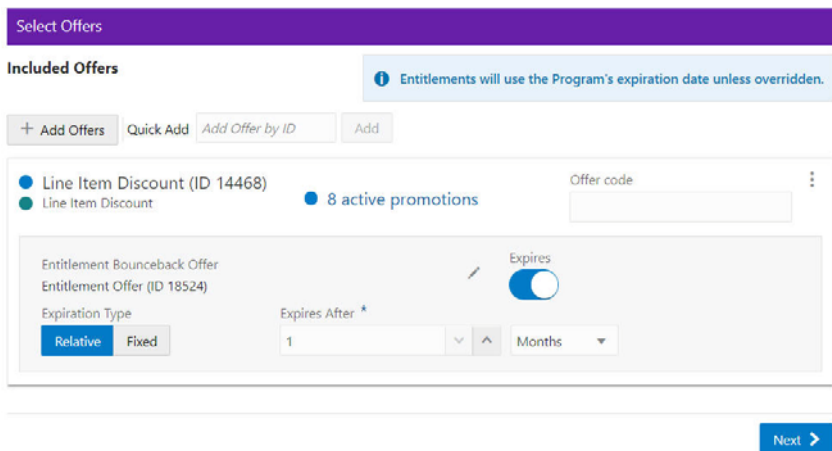 Select Offers
Included Offers
Entitlements will use the Program's expiration date unless overridden.
+ Add Offers Quick Add Add Offer by ID Add
Line Item Discount (ID 14468)
Line Item Discount
8 active promotions
Offer code
Entitlement Bounceback Offer
Entitlement Offer (ID 18524)
Expires
Expiration Type
Expires After *
Relative Fixed
1
Months
Next